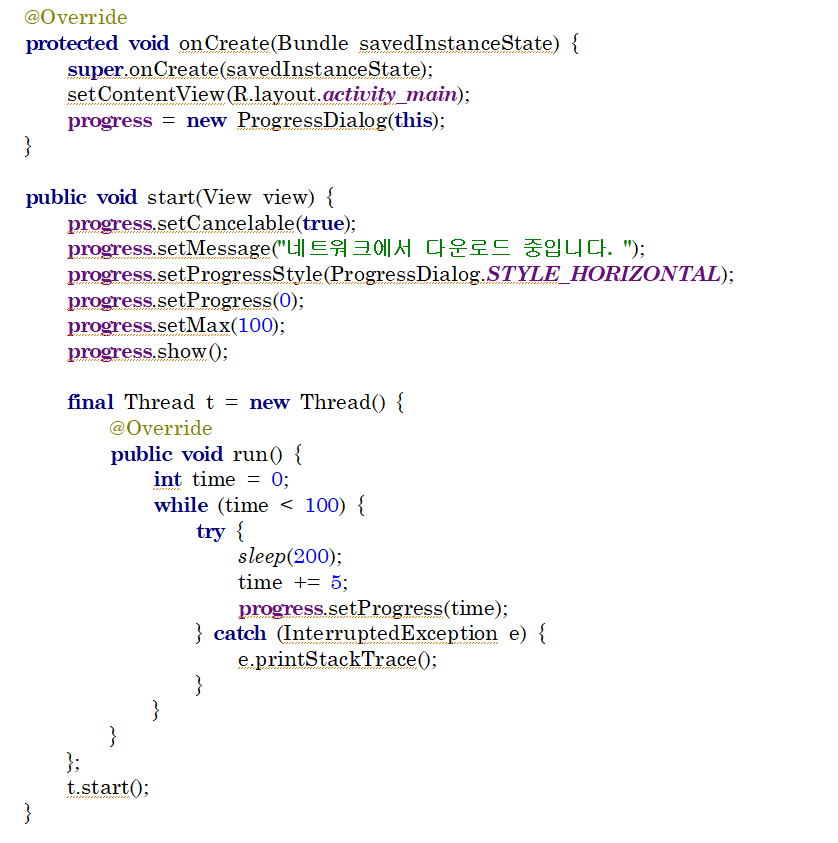 @Override
protected void onCreate(Bundle savedInstanceState) {
    super.onCreate(savedInstanceState);
    setContentView(R.layout.activity_main);
    progress = new ProgressDialog(this);
}

public void start(View view) {
    progress.setCancelable(true);
    progress.setMessage("네트워크에서 다운로드 중입니다. ");
    progress.setProgressStyle(ProgressDialog.STYLE_HORIZONTAL);
    progress.setProgress(0);
    progress.setMax(100);
    progress.show();

    final Thread t = new Thread() {
        @Override
        public void run() {
            int time = 0;
            while (time < 100) {
                try {
                    sleep(200);
                    time += 5;
                    progress.setProgress(time);
                } catch (InterruptedException e) {
                    e.printStackTrace();
                }
            }
        }
    };
    t.start();
}